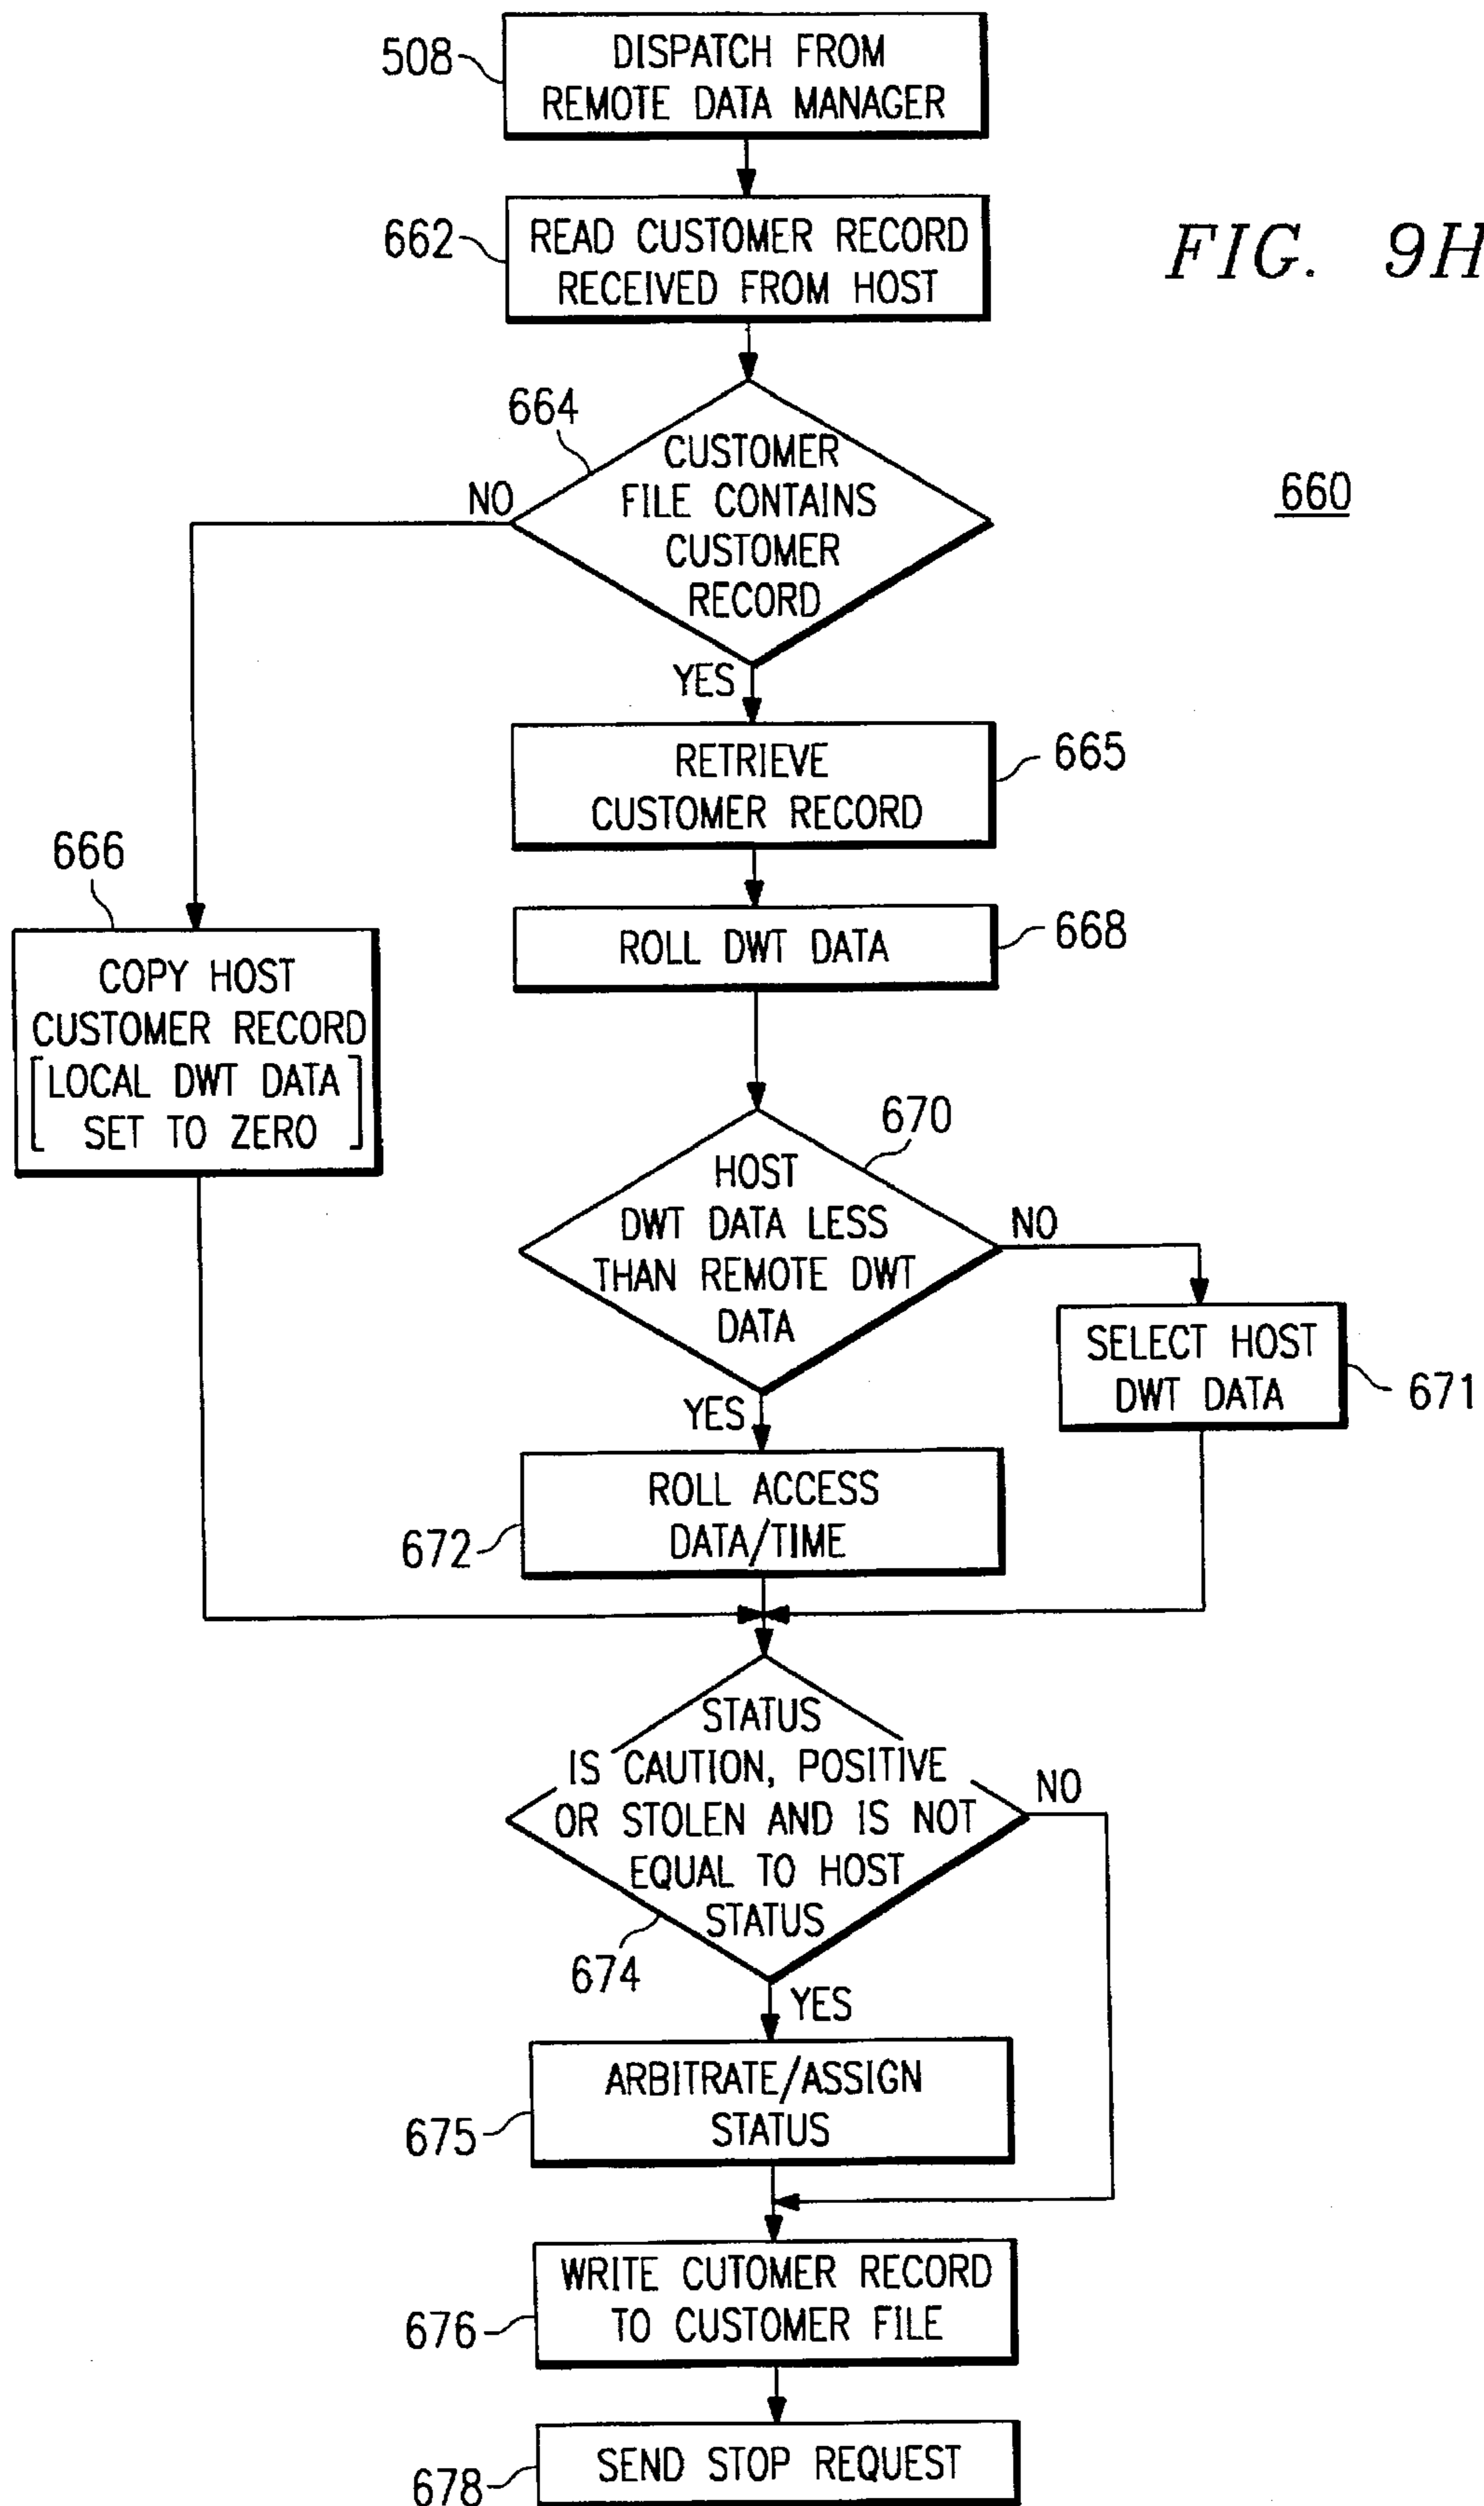 508
DISPATCH FROM
REMOTE DATA MANAGER
662
READ CUSTOMER RECORD
RECEIVED FROM HOST
FIG. 9H
664
CUSTOMER
FILE CONTAINS
CUSTOMER
RECORD
NO
660
YES
RETRIEVE
CUSTOMER RECORD
665
666
ROLL DWT DATA
668
COPY HOST
CUSTOMER RECORD
[LOCAL DWT DATA
SET TO ZERO]
670
HOST
DWT DATA LESS
THAN REMOTE DWT
DATA
NO
SELECT HOST
DWT DATA
671
YES
ROLL ACCESS
DATA/TIME
672
STATUS
IS CAUTION, POSITIVE
OR STOLEN AND IS NOT
EQUAL TO HOST
STATUS
NO
674
YES
ARBITRATE/ASSIGN
STATUS
675
WRITE CUTOMER RECORD
TO CUSTOMER FILE
676
SEND STOP REQUEST
678